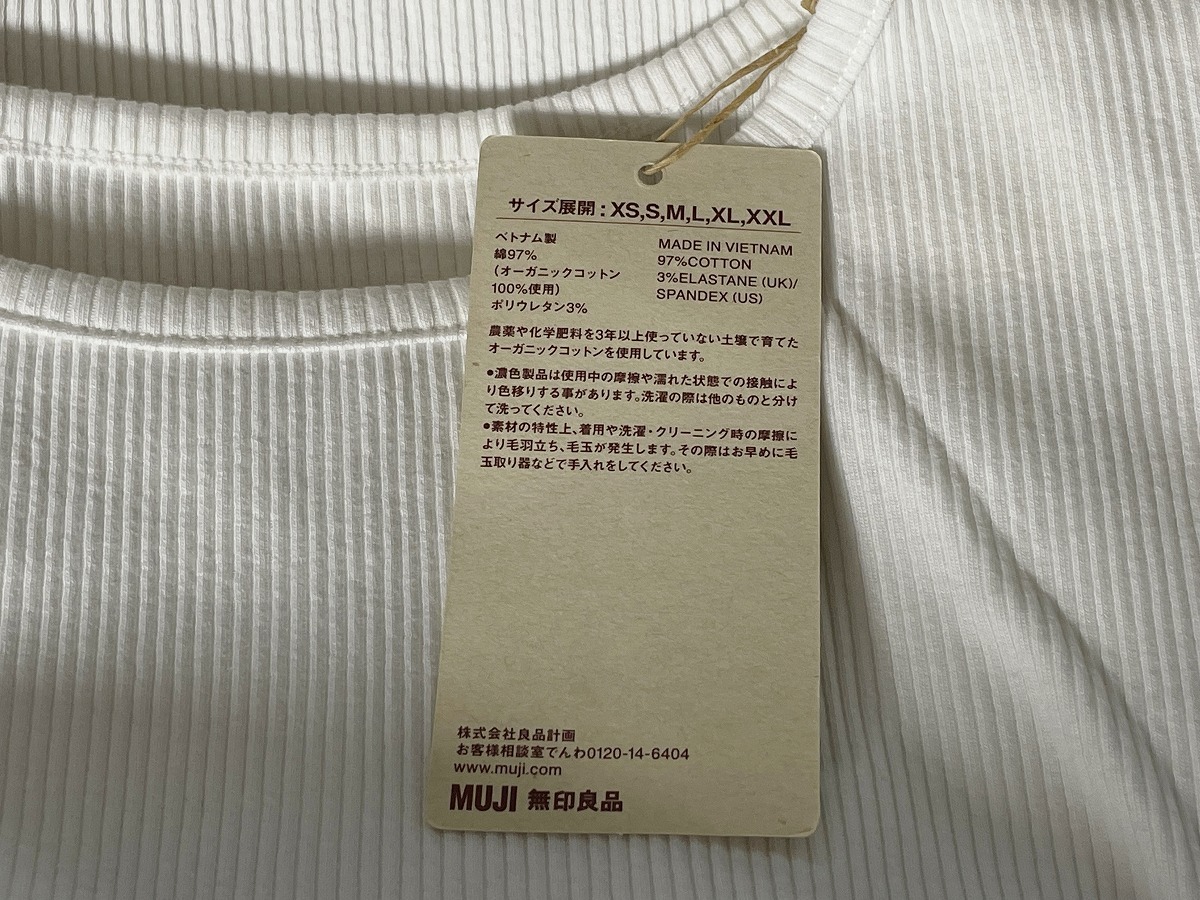 サイズ展開：XS,S,M,L,XL,XXL
ベトナム製
綿97%
（オーガニックコットン
100%使用）
ポリウレタン3%
MADE IN VIETNAM
97%COTTON
3%ELASTANE (UK)/
SPANDEX (US)
農薬や化学肥料を3年以上使っていない土壌で育てた
オーガニックコットンを使用しています。
●濃色製品は使用中の摩擦や濡れた状態での接触によ
り色移りする事があります。洗濯の際は他のものと分け
て洗ってください。
●素材の特性上、着用や洗濯・クリーニング時の摩擦に
より毛羽立ち、毛玉が発生します。その際はお早めに毛
玉取り器などで手入れをしてください。
株式会社良品計画
お客様相談室でんわ0120-14-6404
www.muji.com
MUJI 無印良品